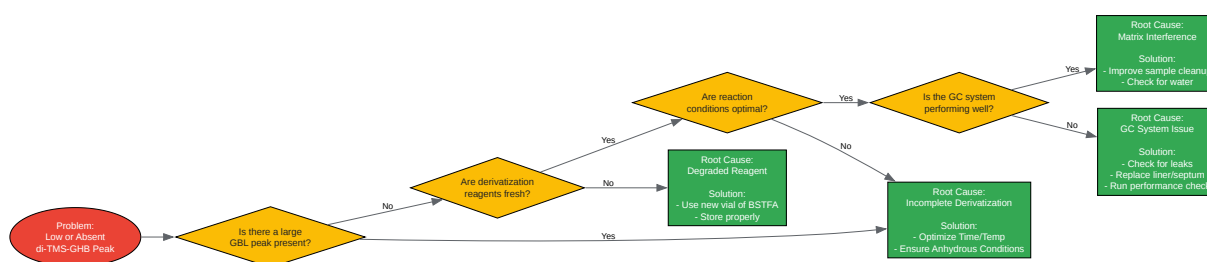 Problem:
Low or Absent
di-TMS-GHB Peak
Is there a large
GBL peak present?
No
Yes
Are derivatization
reagents fresh?
Yes
No
Root Cause:
Degraded Reagent
Solution:
- Use new vial of BSTFA
- Store properly
Are reaction
conditions optimal?
Yes
No
Root Cause:
Incomplete Derivatization
Solution:
- Optimize Time/Temp
- Ensure Anhydrous Conditions
Is the GC system
performing well?
Yes
No
Root Cause:
Matrix Interference
Solution:
- Improve sample cleanup
- Check for water
Root Cause:
GC System Issue
Solution:
- Check for leaks
- Replace liner/septum
- Run performance check